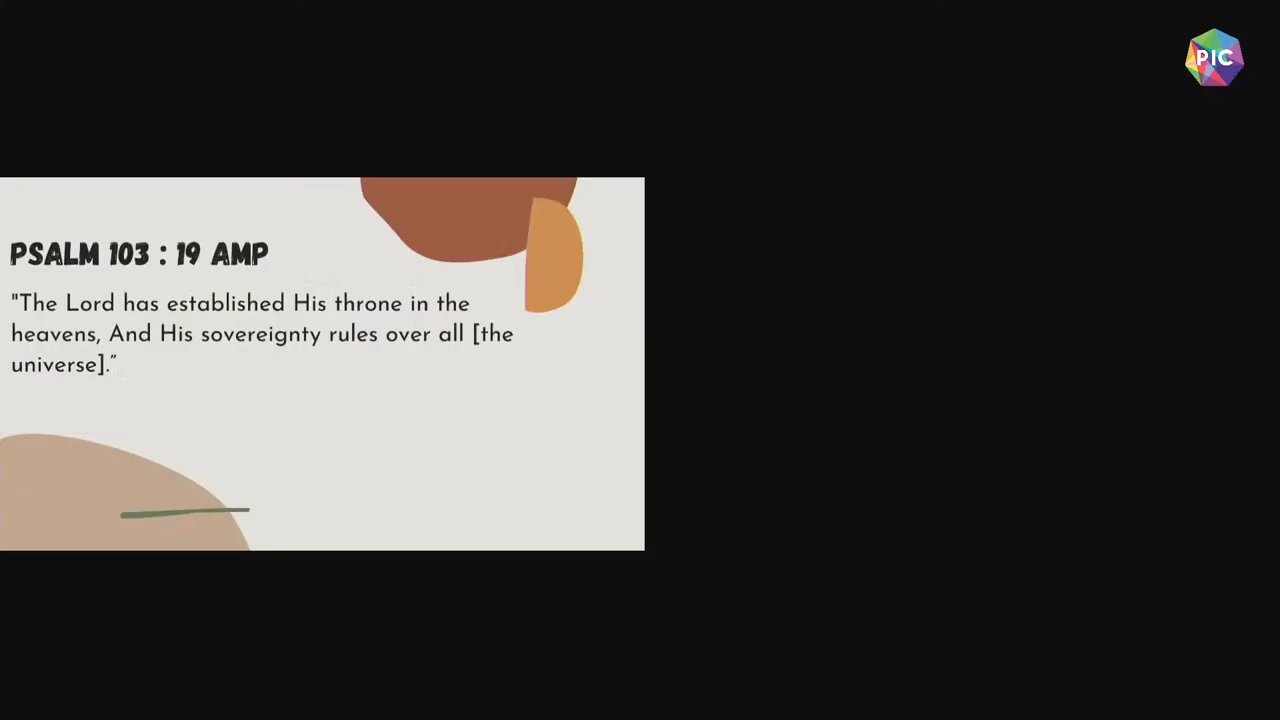 PIC
PSALM 103 : 19 AMP
"The Lord has established His throne in the
heavens, And His sovereignty rules over all [the
universe].”